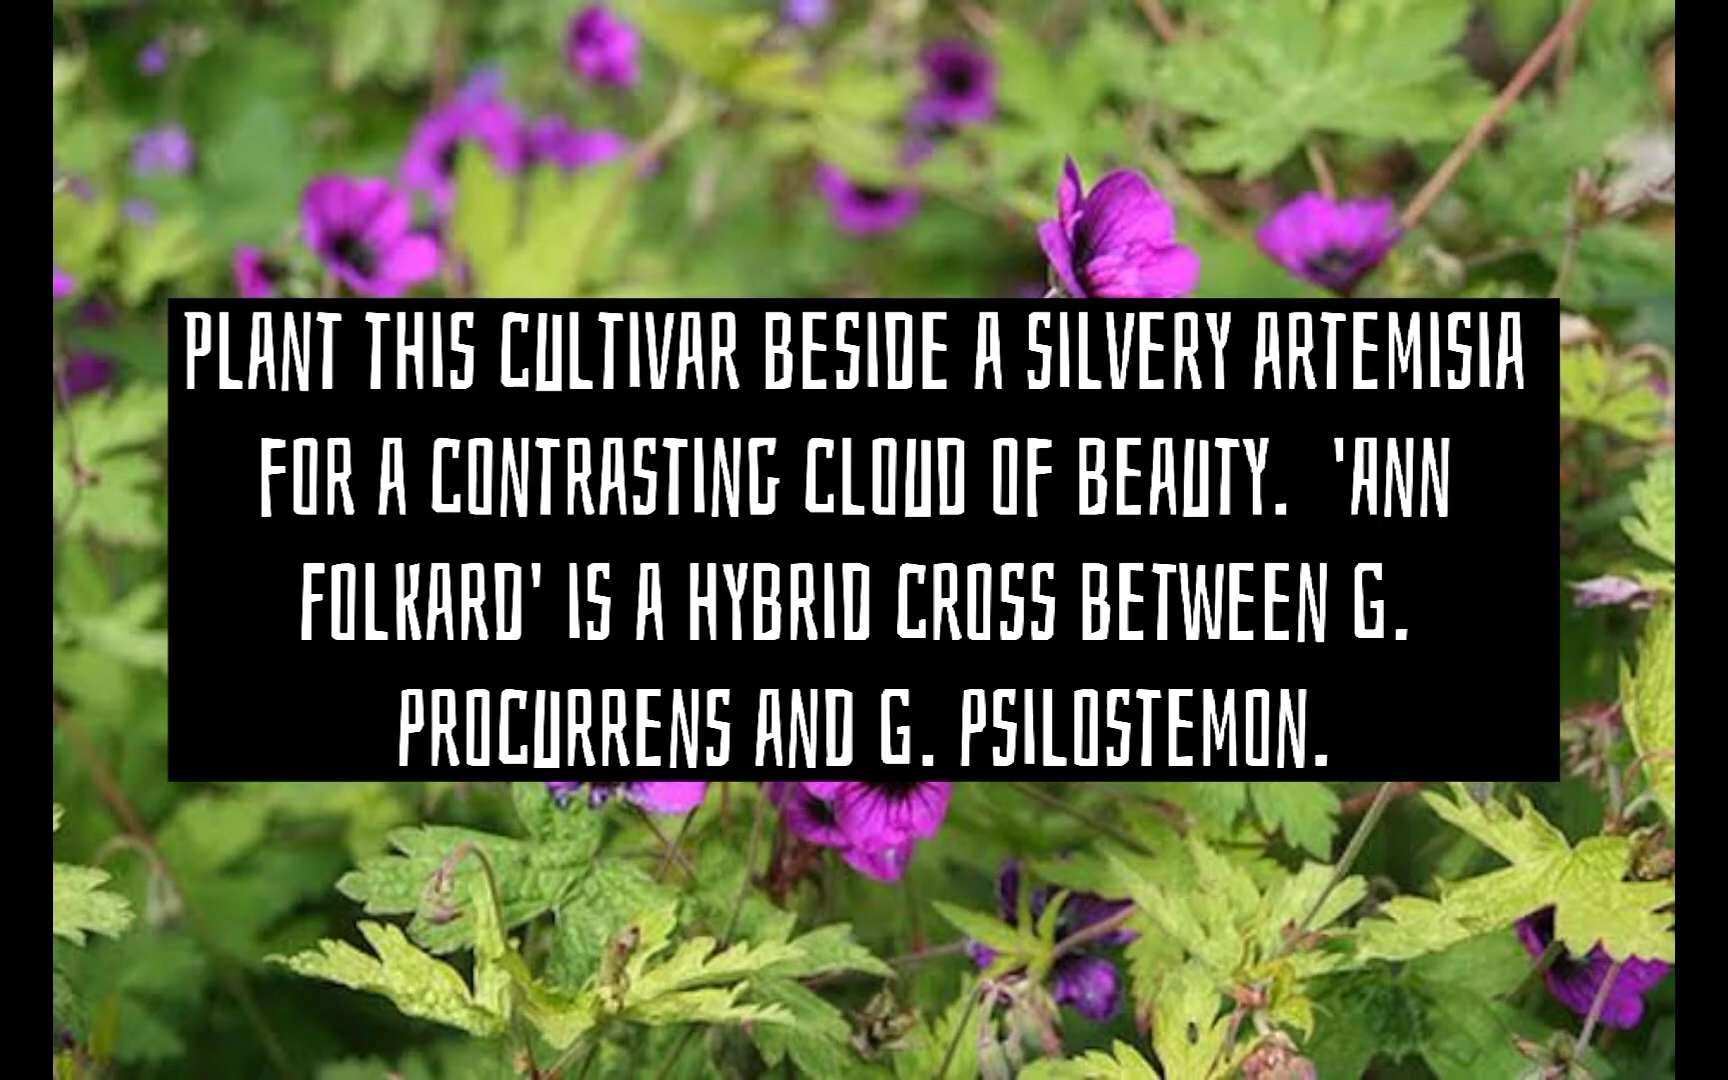 PLANT THIS CULTIVAR BESIDE A SILVERY ARTEMISIA
FOR A CONTRASTING CLOUD OF BEAUTY.  'ANN
FOLKARD' IS A HYBRID CROSS BETWEEN G.
PROCURRENS AND G. PSILOSTEMON.